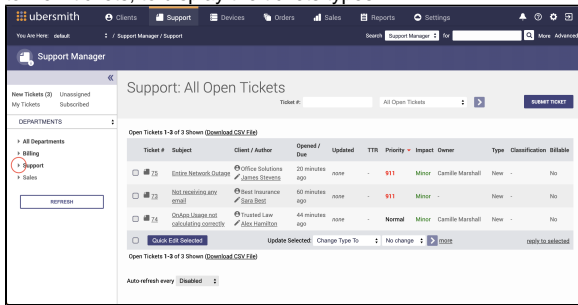 ubersmith Clients Support Devices Orders Sales Reports Settings
You Are Here: default / Support Manager / Support Search Support Manager for More Advanced
Support Manager
New Tickets (3) Unassigned
My Tickets Subscribed
DEPARTMENTS
All Departments
Billing
Support
Sales
REFRESH
Support: All Open Tickets
Ticket #: All Open Tickets SUBMIT TICKET
Open Tickets 1-3 of 3 Shown (Download CSV File)
Ticket # Subject Client / Author Opened / Due Updated TTR Priority Impact Owner Type Classification Billable
75 Entire Network Outage Office Solutions James Stevens 20 minutes ago none - 911 Minor Camille Marshall New - No
73 Not receiving any email Best Insurance Sara Best 60 minutes ago none - 911 Minor - New - No
74 OnApp Usage not calculating correctly Trusted Law Alex Hamilton 44 minutes ago none - Normal Minor Camille Marshall New - No
Quick Edit Selected Update Selected: Change Type To No change more reply to selected
Open Tickets 1-3 of 3 Shown (Download CSV File)
Auto-refresh every Disabled